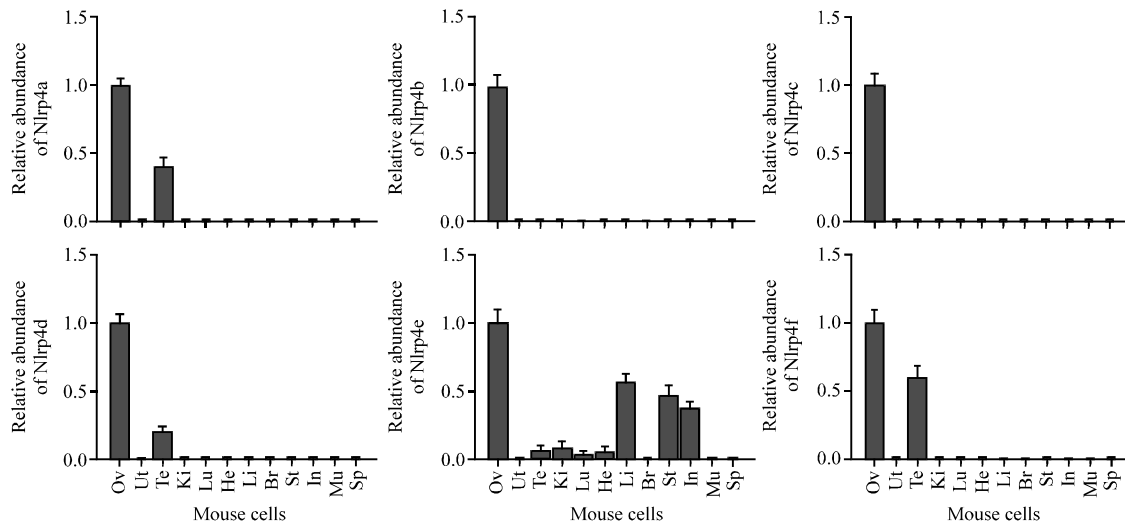 Relative abundance
of Nlrp4a
1.5
1.0
0.5
0.0
Relative abundance
of Nlrp4b
1.5
1.0
0.5
0.0
Relative abundance
of Nlrp4c
1.5
1.0
0.5
0.0
Relative abundance
of Nlrp4d
1.5
1.0
0.5
0.0
Ov Ut Te Ki Lu He Li Br St In Mu Sp
Mouse cells
Relative abundance
of Nlrp4e
1.5
1.0
0.5
0.0
Ov Ut Te Ki Lu He Li Br St In Mu Sp
Mouse cells
Relative abundance
of Nlrp4f
1.5
1.0
0.5
0.0
Ov Ut Te Ki Lu He Li Br St In Mu Sp
Mouse cells